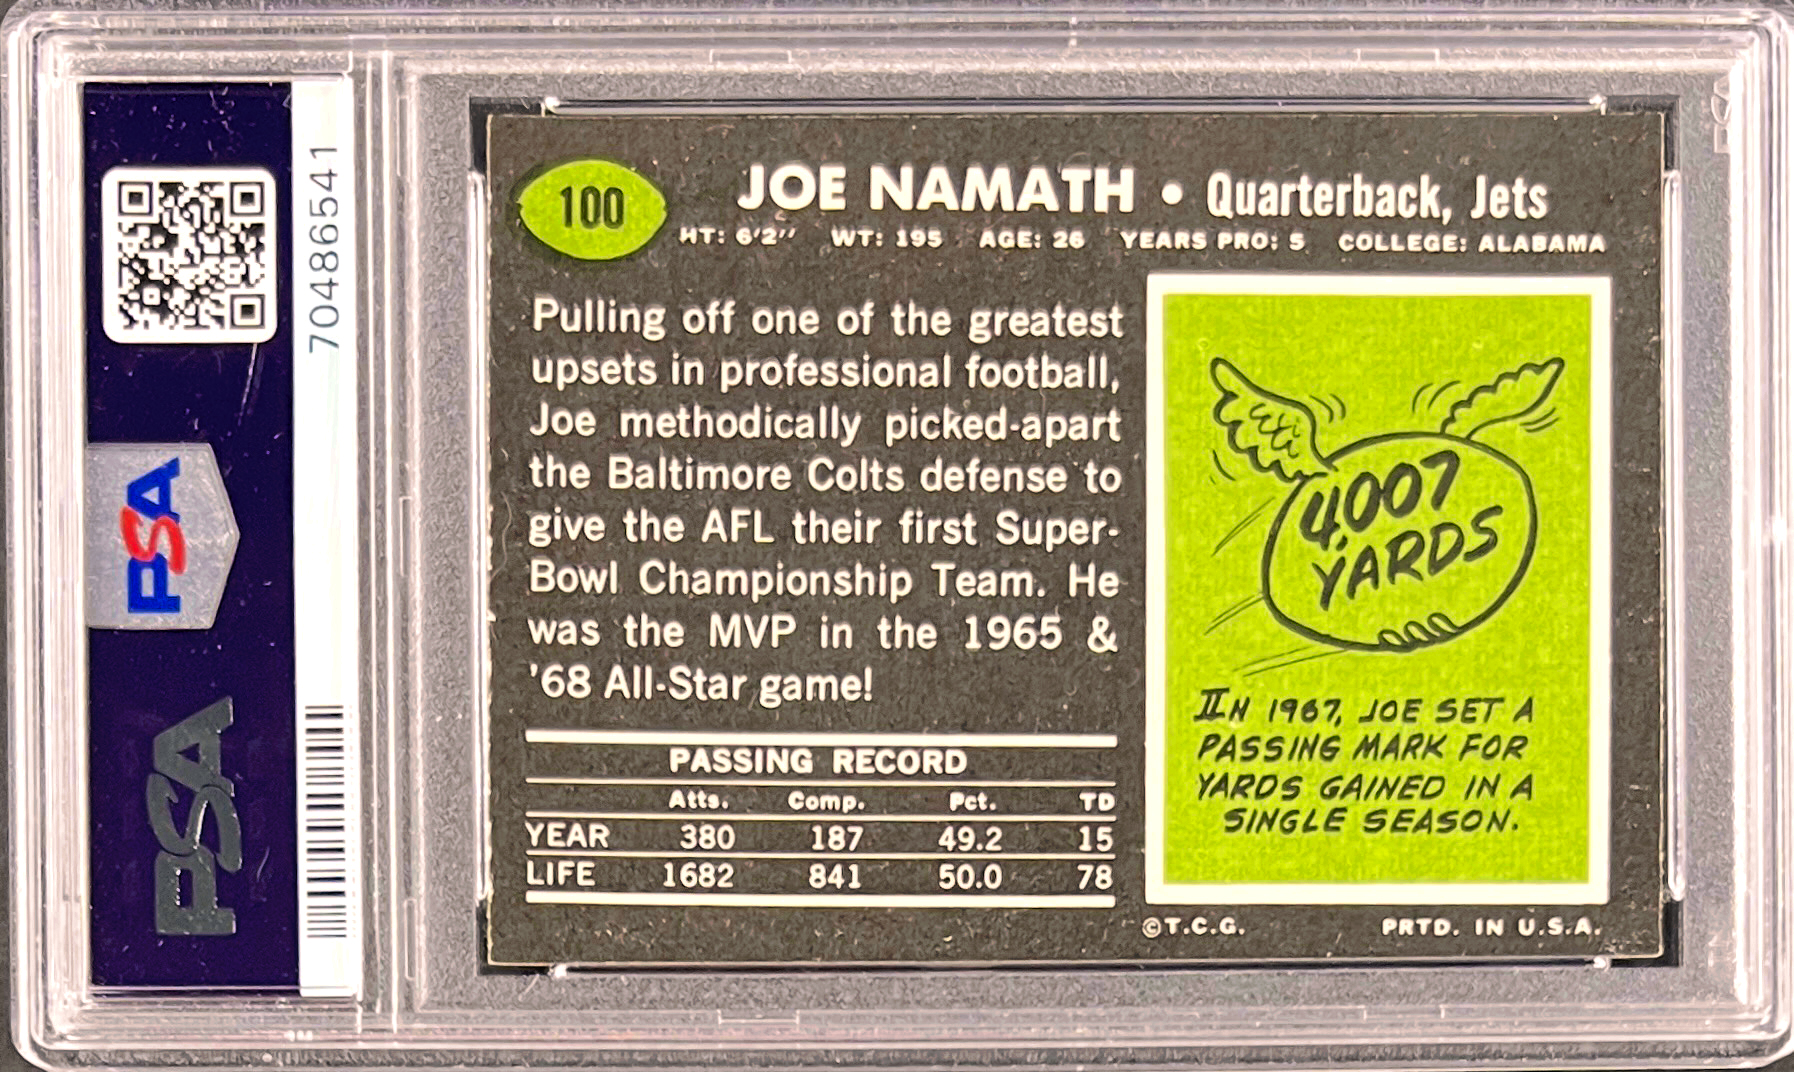 70486541
PSA
PSA
100
JOE NAMATH • Quarterback, Jets
HT: 6'2'' WT: 195 AGE: 26 YEARS PRO: 5 COLLEGE: ALABAMA
Pulling off one of the greatest
upsets in professional football,
Joe methodically picked-apart
the Baltimore Colts defense to
give the AFL their first Super-
Bowl Championship Team. He
was the MVP in the 1965 &
'68 All-Star game!
PASSING RECORD
Atts. Comp. Pct. TD
YEAR 380 187 49.2 15
LIFE 1682 841 50.0 78
4,007
YARDS
IN 1967, JOE SET A
PASSING MARK FOR
YARDS GAINED IN A
SINGLE SEASON.
©T.C.G. PRTD. IN U.S.A.